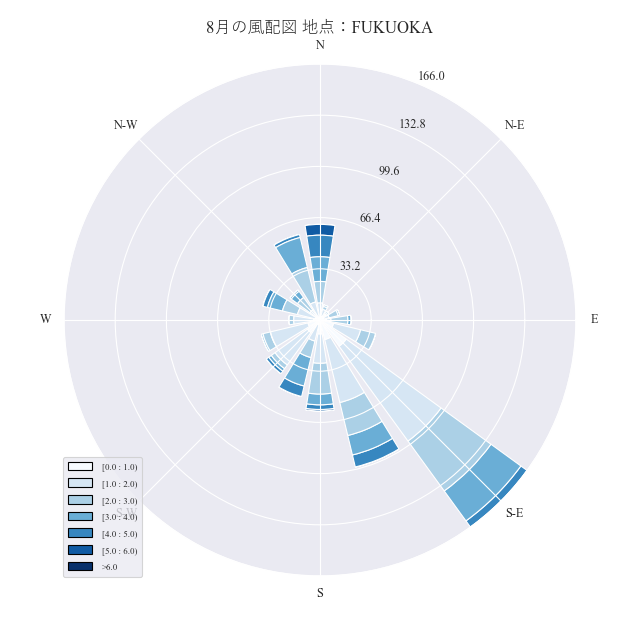 8月の風配図 地点：FUKUOKA
N
166.0
N-W
132.8
N-E
99.6
66.4
33.2
W
E
[0.0 : 1.0)
[1.0 : 2.0)
[2.0 : 3.0)
[3.0 : 4.0)
S-W
S-E
[4.0 : 5.0)
[5.0 : 6.0)
>6.0
S